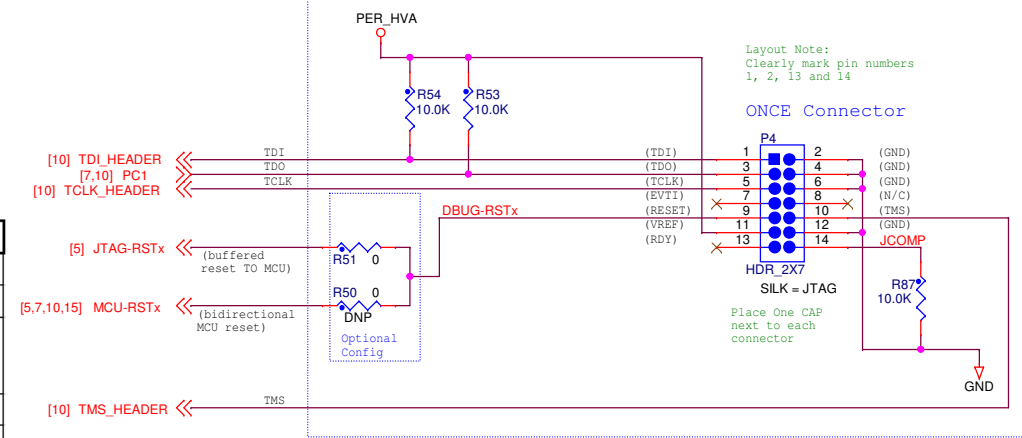 PER_HVA
Layout Note:
Clearly mark pin numbers
1, 2, 13 and 14
R54
10.0K
R53
10.0K
ONCE Connector
P4
[10] TDI_HEADER
TDI
(TDI)
1
2
(GND)
[7,10] PC1
TDO
(TDO)
3
4
(GND)
[10] TCLK_HEADER
TCLK
(TCLK)
5
6
(GND)
(EVTI)
7
8
(N/C)
DBUG-RSTx
(RESET)
9
10
(TMS)
(VREF)
11
12
(GND)
(RDY)
13
14
JCOMP
[5] JTAG-RSTx
(buffered
reset TO MCU)
R51
0
HDR_2X7
SILK = JTAG
R87
10.0K
[5,7,10,15] MCU-RSTx
(bidirectional
MCU reset)
R50
0
DNP
Optional
Config
Place One CAP
next to each
connector
GND
[10] TMS_HEADER
TMS